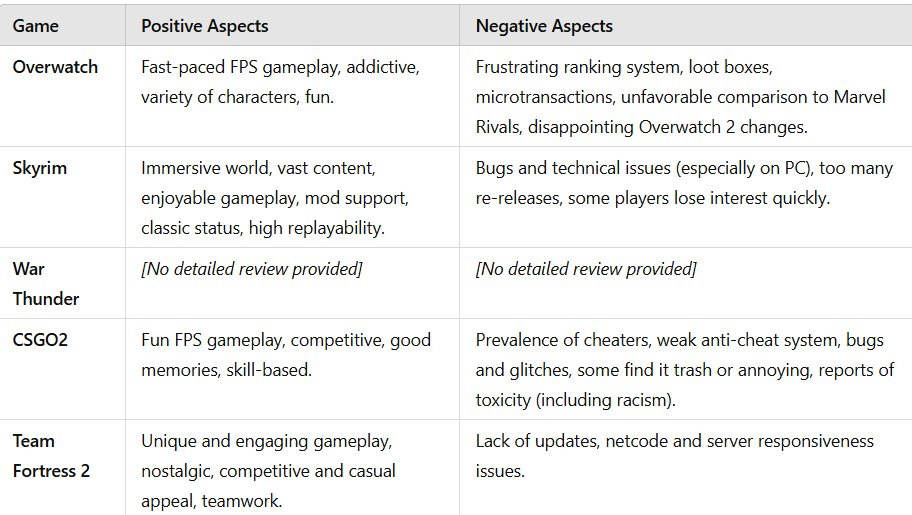 Game Positive Aspects Negative Aspects
Overwatch Fast-paced FPS gameplay, addictive, Frustrating ranking system, loot boxes,
variety of characters, fun. microtransactions, unfavorable comparison to Marvel
Rivals, disappointing Overwatch 2 changes.
Skyrim Immersive world, vast content, Bugs and technical issues (especially on PC), too many
enjoyable gameplay, mod support, re-releases, some players lose interest quickly.
classic status, high replayability.
War [No detailed review provided] [No detailed review provided]
Thunder
CSGO2 Fun FPS gameplay, competitive, good Prevalence of cheaters, weak anti-cheat system, bugs
memories, skill-based. and glitches, some find it trash or annoying, reports of
toxicity (including racism).
Team Unique and engaging gameplay, Lack of updates, netcode and server responsiveness
Fortress 2 nostalgic, competitive and casual issues.
appeal, teamwork.